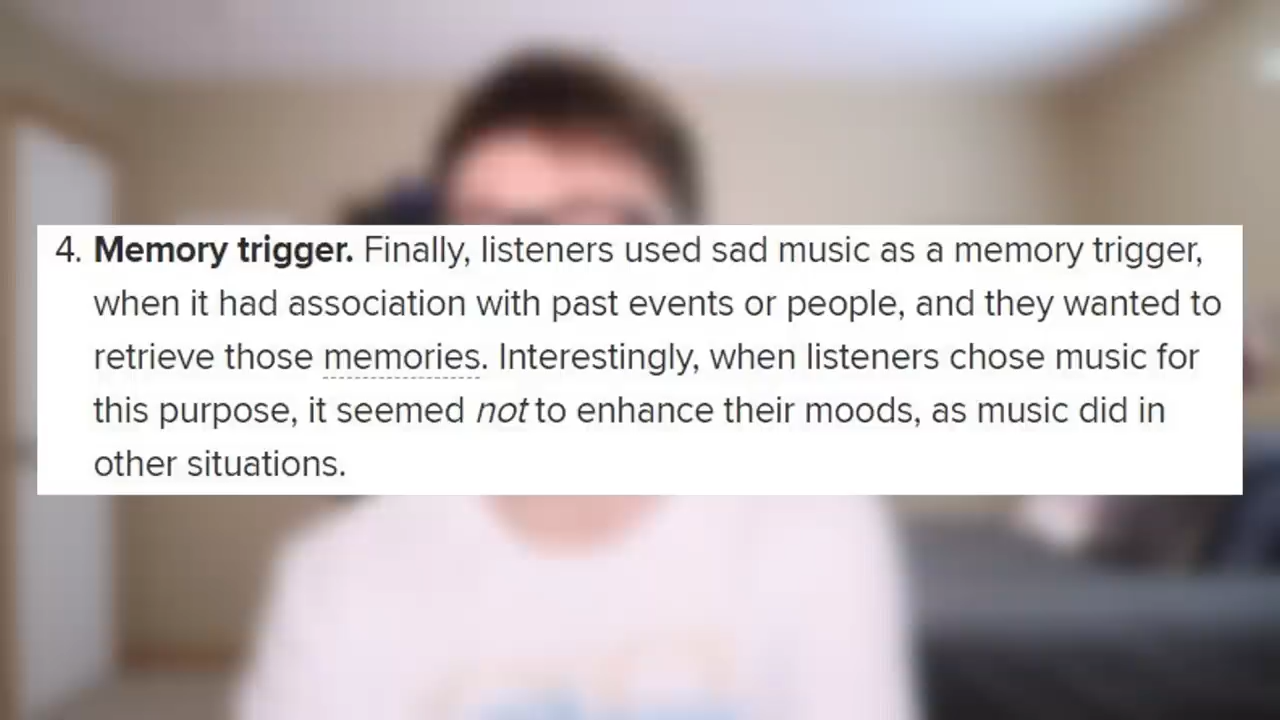 4. Memory trigger. Finally, listeners used sad music as a memory trigger,
when it had association with past events or people, and they wanted to
retrieve those memories. Interestingly, when listeners chose music for
this purpose, it seemed not to enhance their moods, as music did in
other situations.